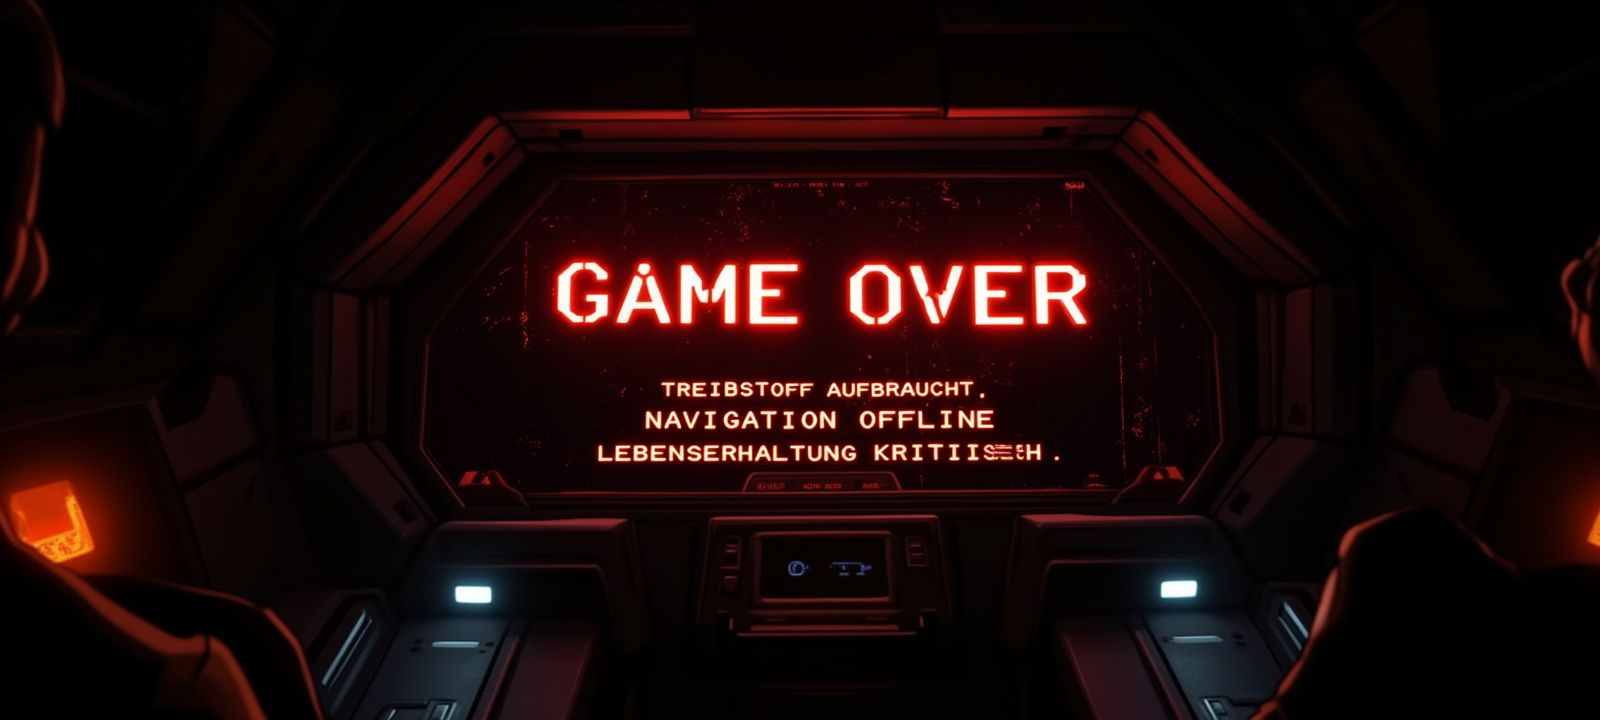 GAME OVER
TREIBSTOFF AUFBRAUCHT.
NAVIGATION OFFLINE
LEBENSERHALTUNG